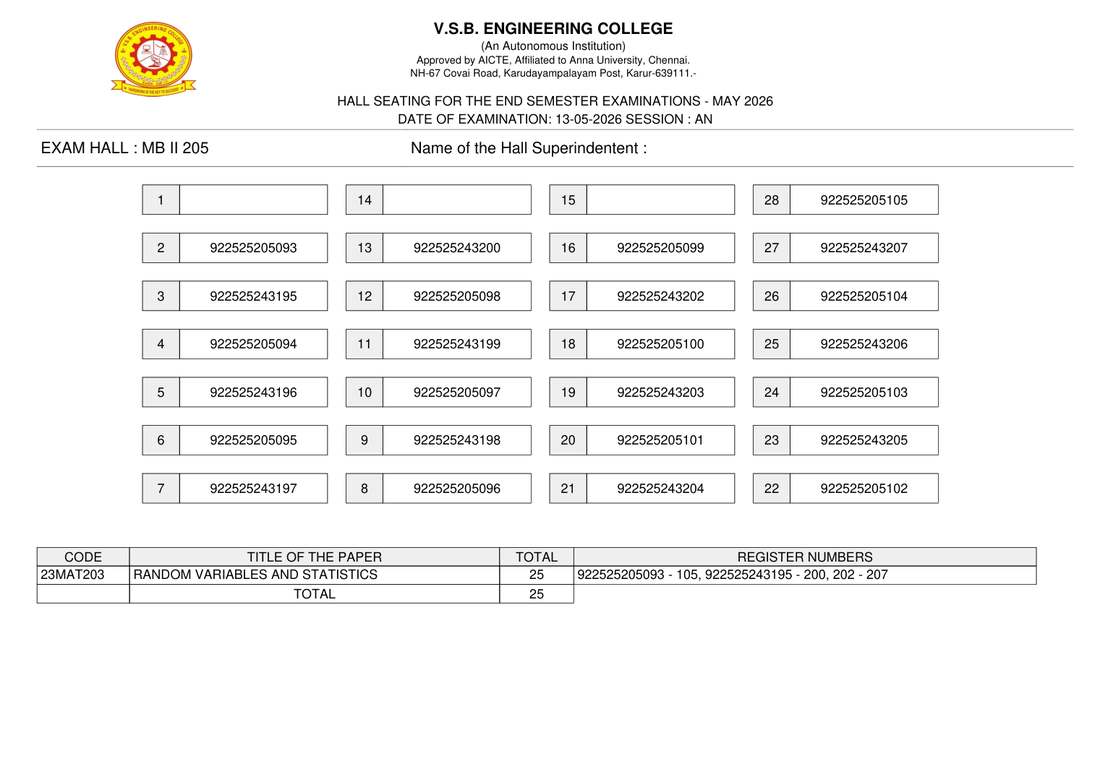 V.S.B. ENGINEERING COLLEGE
(An Autonomous Institution)
Approved by AICTE, Affiliated to Anna University, Chennai.
NH-67 Covai Road, Karudayampalayam Post, Karur-639111.-
HALL SEATING FOR THE END SEMESTER EXAMINATIONS - MAY 2026
DATE OF EXAMINATION: 13-05-2026 SESSION : AN
EXAM HALL : MB II 205 Name of the Hall Superindentent :
1 14 15 28 922525205105
2 922525205093 13 922525243200 16 922525205099 27 922525243207
3 922525243195 12 922525205098 17 922525243202 26 922525205104
4 922525205094 11 922525243199 18 922525205100 25 922525243206
5 922525243196 10 922525205097 19 922525243203 24 922525205103
6 922525205095 9 922525243198 20 922525205101 23 922525243205
7 922525243197 8 922525205096 21 922525243204 22 922525205102
CODE TITLE OF THE PAPER TOTAL REGISTER NUMBERS
23MAT203 RANDOM VARIABLES AND STATISTICS 25 922525205093 - 105, 922525243195 - 200, 202 - 207
TOTAL 25